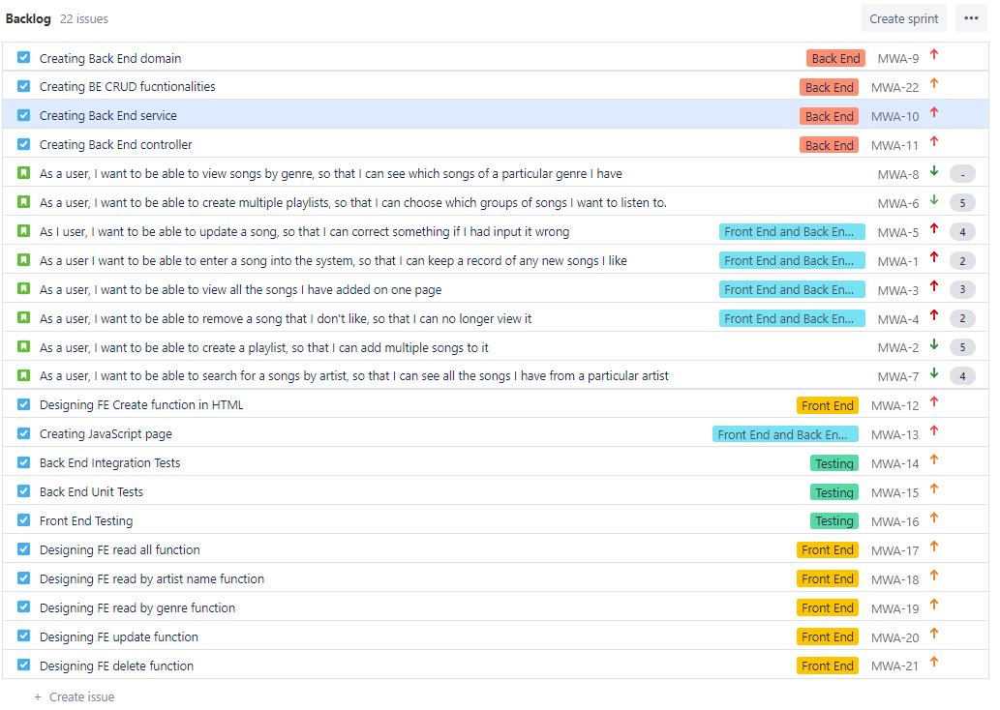 Backlog 22 issues Create sprint •••
Creating Back End domain Back End MWA-9
Creating BE CRUD fucntionalities Back End MWA-22
Creating Back End service Back End MWA-10
Creating Back End controller Back End MWA-11
As a user, I want to be able to view songs by genre, so that I can see which songs of a particular genre I have MWA-8 -
As a user, I want to be able to create multiple playlists, so that I can choose which groups of songs I want to listen to. MWA-6 5
As I user, I want to be able to update a song, so that I can correct something if I had input it wrong Front End and Back En... MWA-5 4
As a user I want to be able to enter a song into the system, so that I can keep a record of any new songs I like Front End and Back En... MWA-1 2
As a user, I want to be able to view all the songs I have added on one page Front End and Back En... MWA-3 3
As a user, I want to be able to remove a song that I don't like, so that I can no longer view it Front End and Back En... MWA-4 2
As a user, I want to be able to create a playlist, so that I can add multiple songs to it MWA-2 5
As a user, I want to be able to search for a songs by artist, so that I can see all the songs I have from a particular artist MWA-7 4
Designing FE Create function in HTML Front End MWA-12
Creating JavaScript page Front End and Back En... MWA-13
Back End Integration Tests Testing MWA-14
Back End Unit Tests Testing MWA-15
Front End Testing Testing MWA-16
Designing FE read all function Front End MWA-17
Designing FE read by artist name function Front End MWA-18
Designing FE read by genre function Front End MWA-19
Designing FE update function Front End MWA-20
Designing FE delete function Front End MWA-21
+ Create issue